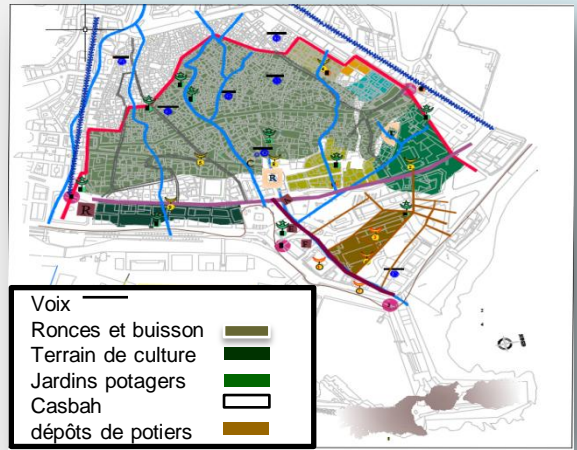 R
R
Voix
Ronces et buisson
Terrain de culture
Jardins potagers
Casbah
dépôts de potiers